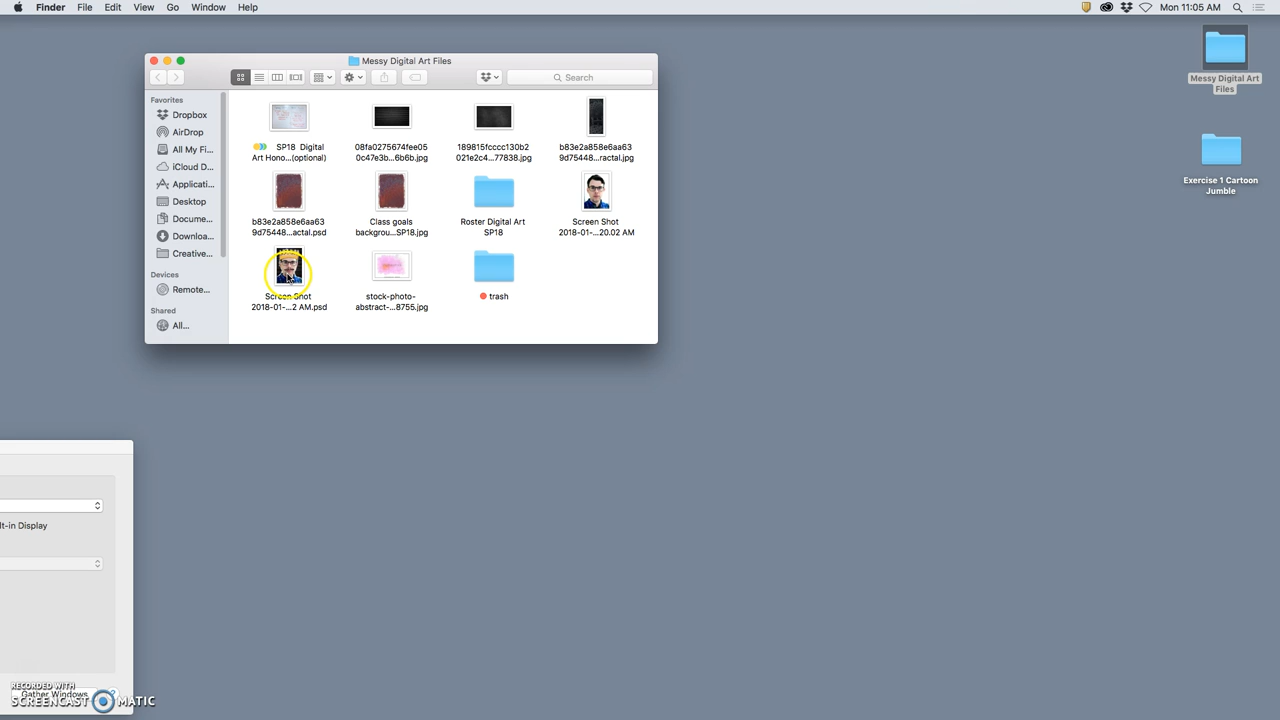 Finder File Edit View Go Window Help
Mon 11:05 AM
Messy Digital Art Files
Search
Favorites
Dropbox
AirDrop
All My Fi...
iCloud D...
Applicati...
Desktop
Docume...
Downloa...
Creative...
Devices
Remote...
Shared
All...
SP18 Digital
Art Hono...(optional)
08fa0275674fee05
0c47e3b...6b6b.jpg
189815fcccc130b2
021e2c4...77838.jpg
b83e2a858e6aa63
9d75449...ractal.jpg
b83e2a858e6aa63
9d75449...actal.psd
Class goals
backgrou...SP18.jpg
Roster Digital Art
SP18
Screen Shot
2018-01-...20.02 AM
Screen Shot
2018-01-...2 AM.psd
stock-photo-
abstract-...8755.jpg
trash
Messy Digital Art
Files
Exercise 1 Cartoon
Jumble
lt-in Display
Gather Windows
?
RECORDED WITH
SCREENCAST MATIC